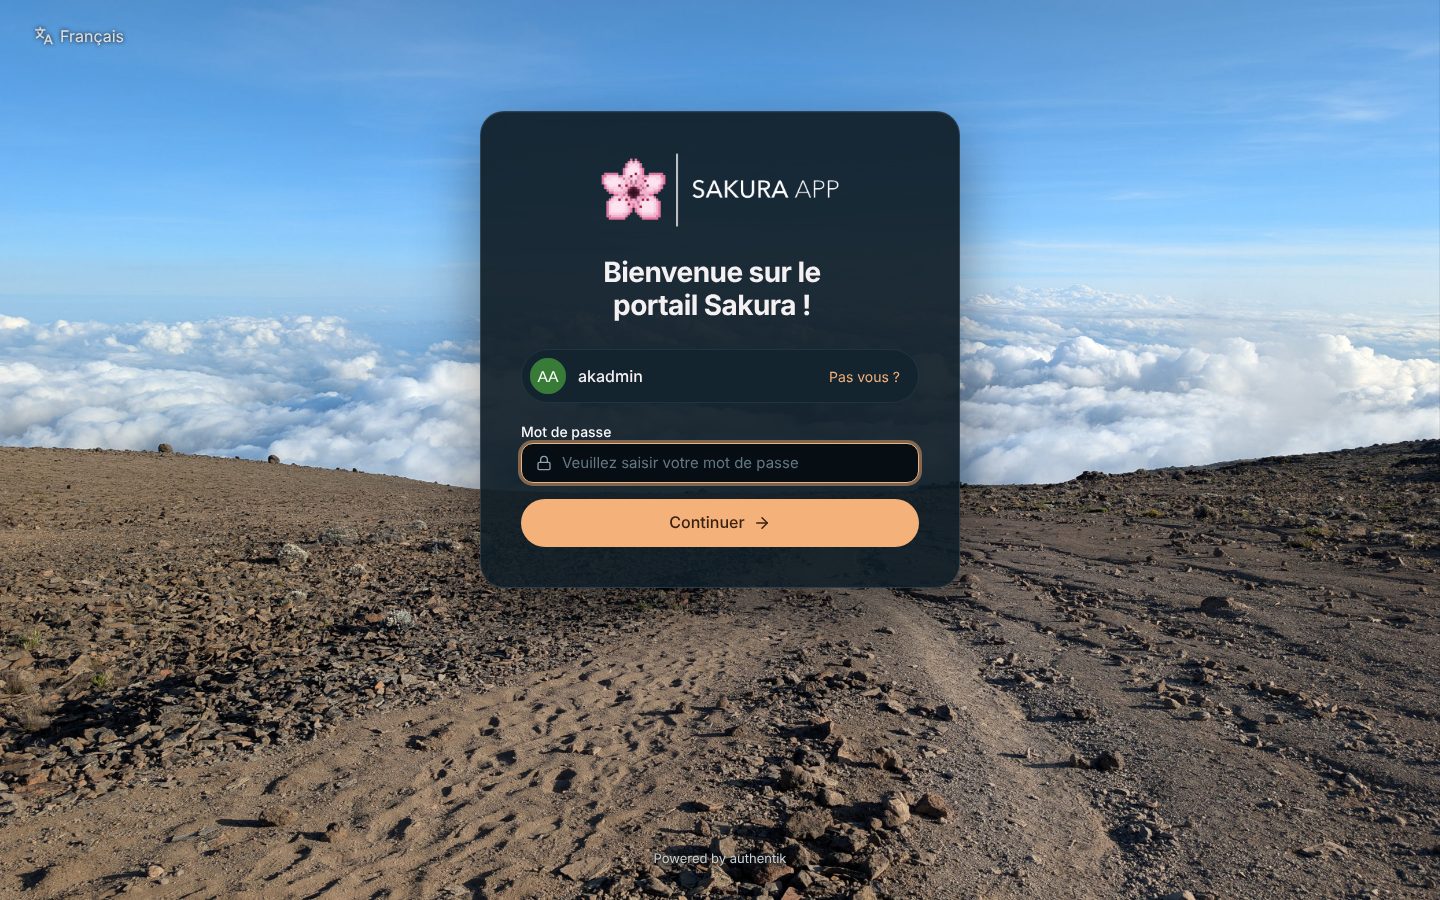 Français
SAKURA APP
Bienvenue sur le
portail Sakura !
AA
akadmin
Pas vous ?
Mot de passe
Veuillez saisir votre mot de passe
Continuer
Powered by authentik